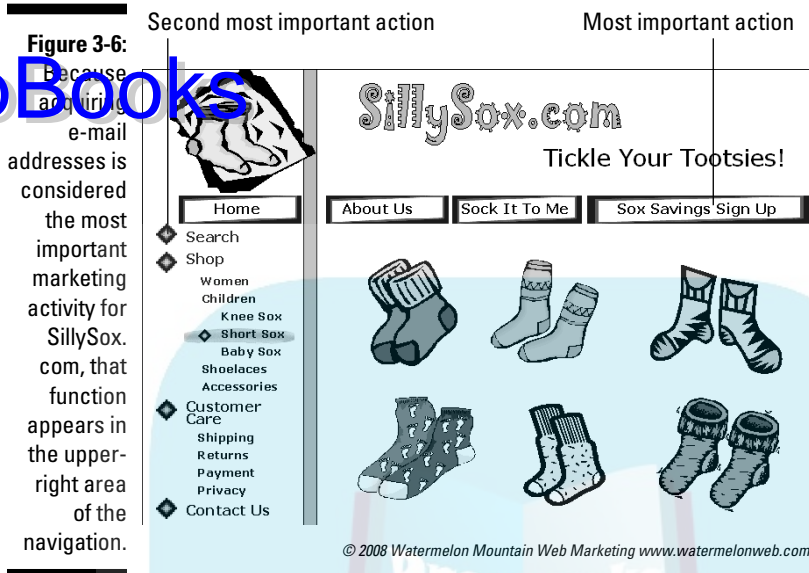 Second most important action
Most important action
Figure 3-6:
Because
acquiring
e-mail
addresses is
considered
the most
important
marketing
activity for
SillySox.
com, that
function
appears in
the upper-
right area
of the
navigation.
Books
SillySox.com
Tickle Your Tootsies!
Home
About Us
Sock It To Me
Sox Savings Sign Up
Search
Shop
Women
Children
Knee Sox
Short Sox
Baby Sox
Shoelaces
Accessories
Customer
Care
Shipping
Returns
Payment
Privacy
Contact Us
© 2008 Watermelon Mountain Web Marketing www.watermelonweb.com